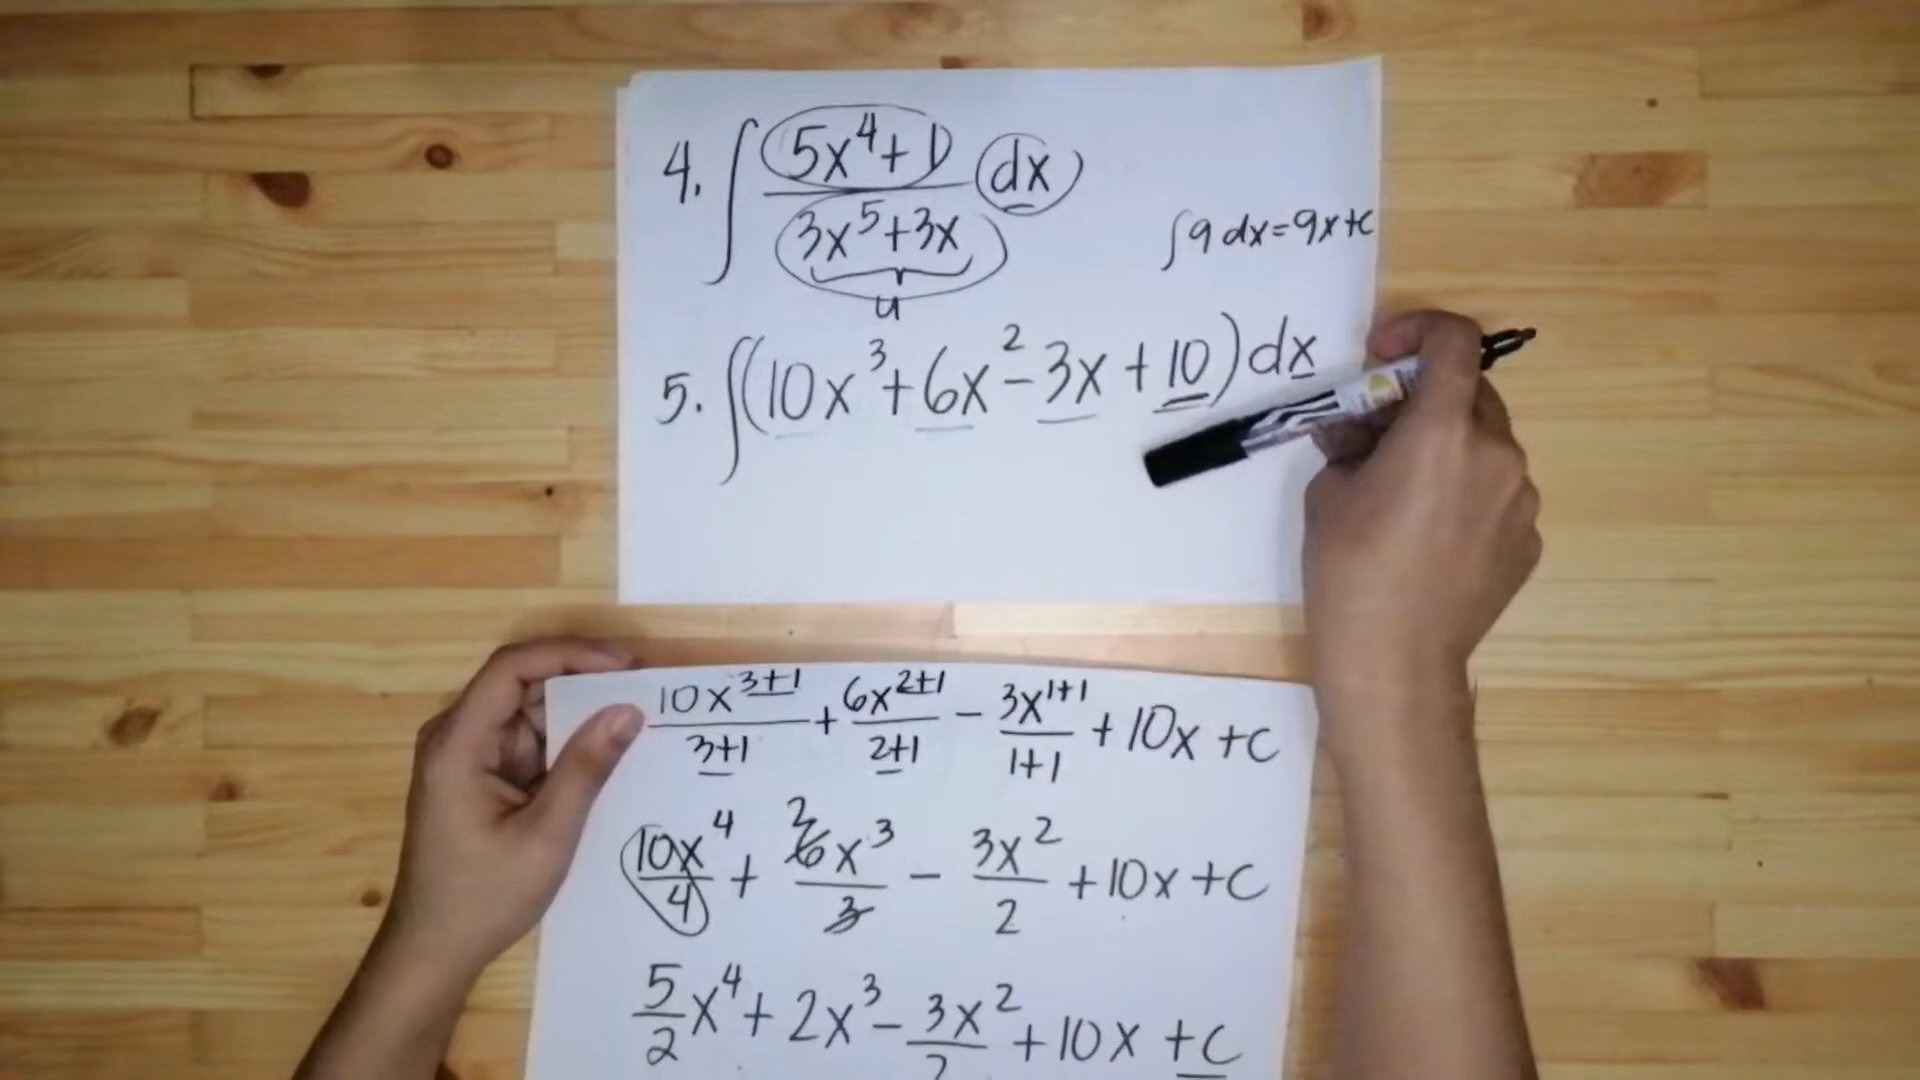 4. ∫ (5x⁴+1)/(3x⁵+3x) dx
u
∫9 dx=9x+c
5. ∫(10x³+6x²-3x+10)dx
10x³⁺¹/3+1 + 6x²⁺¹/2+1 - 3x¹⁺¹/1+1 + 10x + c
10x⁴/4 + 2 6x³/3 - 3x²/2 + 10x + c
5/2 x⁴ + 2x³ - 3x²/2 + 10x + c